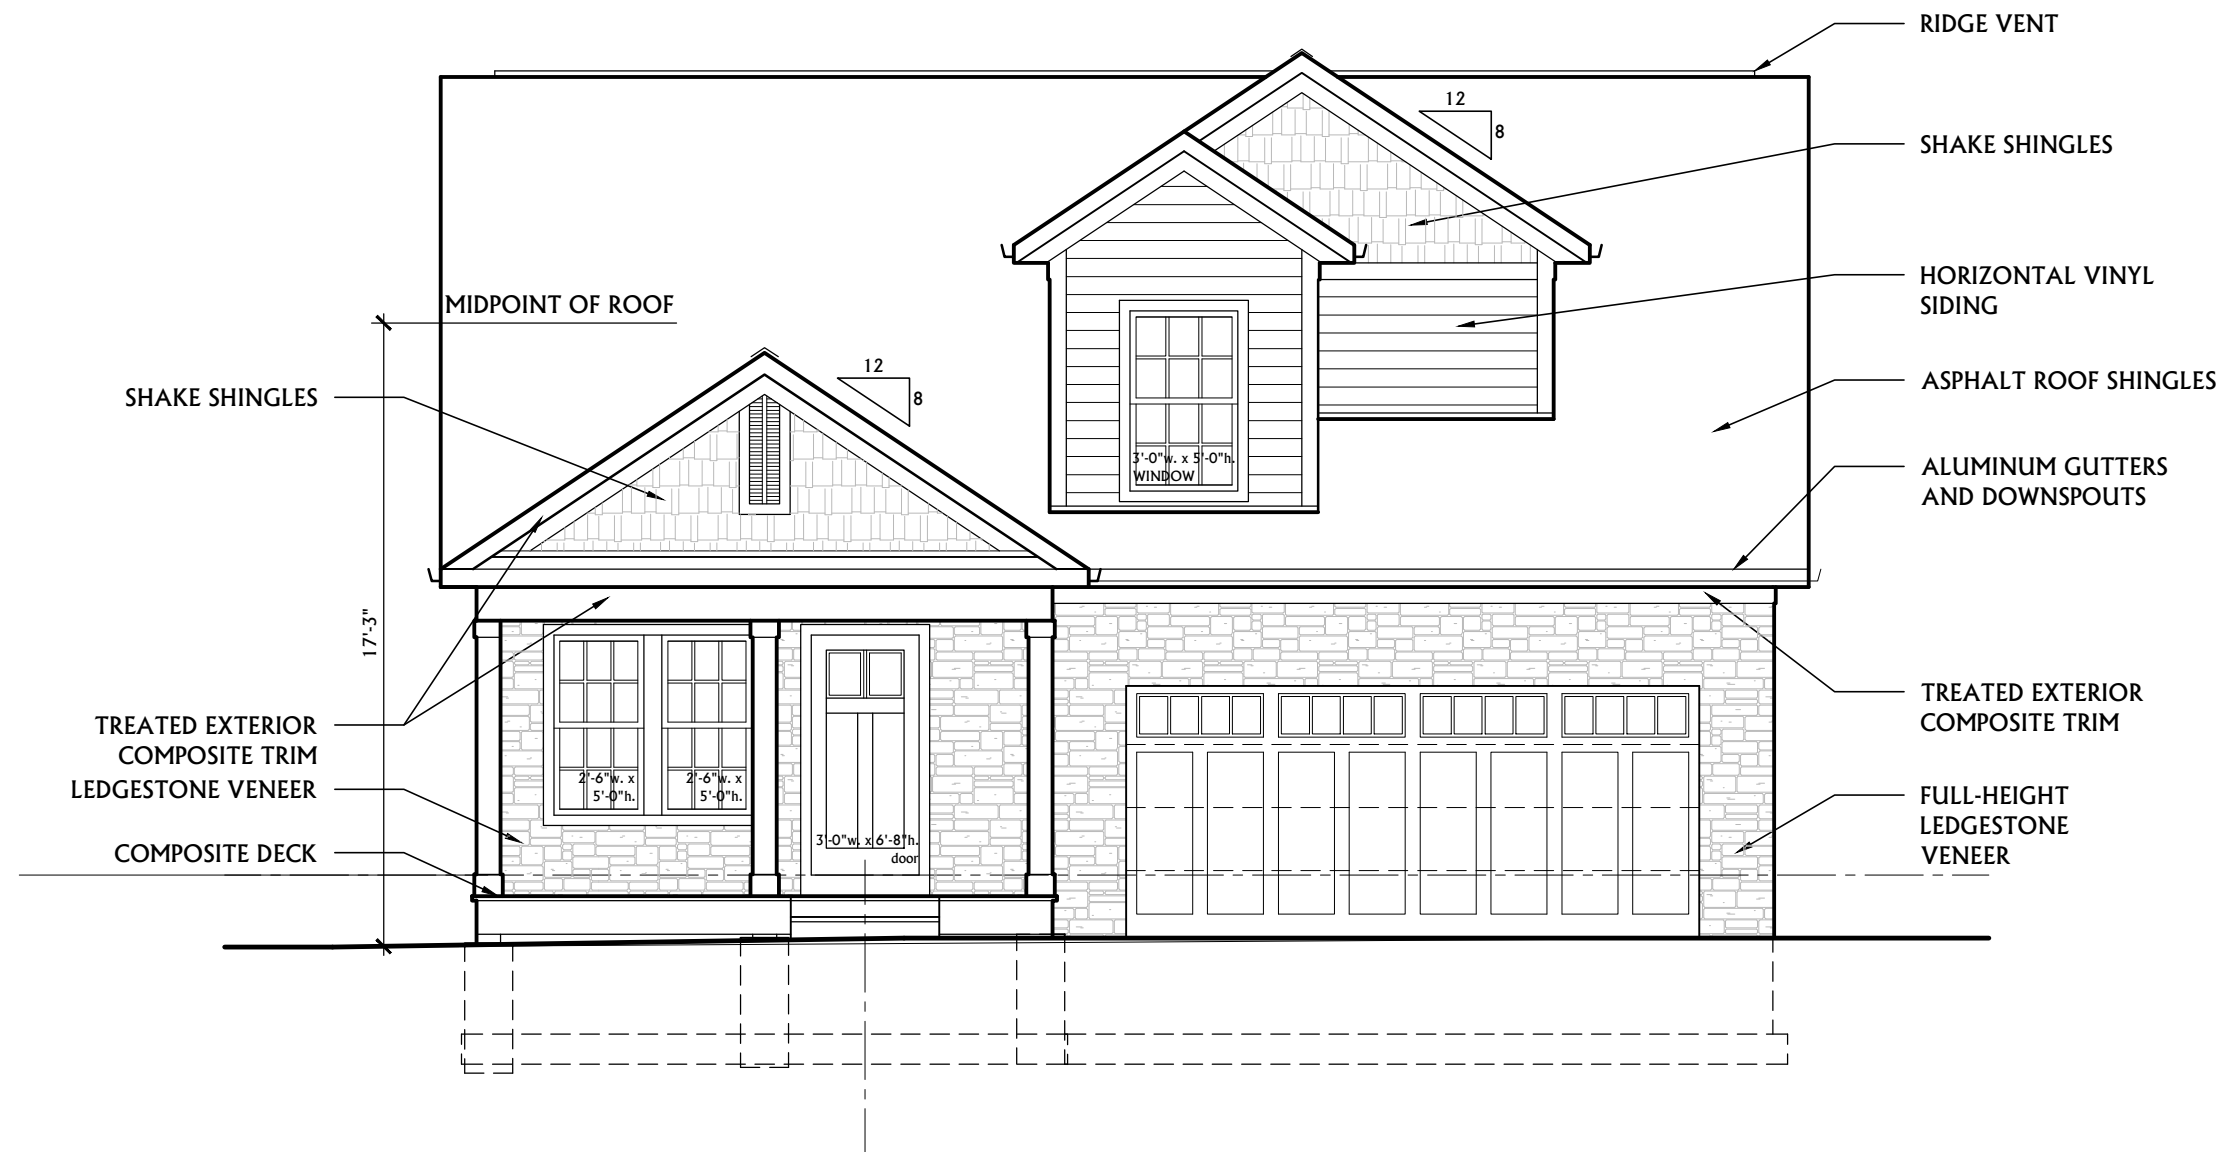 RIDGE VENT
12
8
SHAKE SHINGLES
HORIZONTAL VINYL
SIDING
MIDPOINT OF ROOF
12
8
SHAKE SHINGLES
ASPHALT ROOF SHINGLES
3'-0"w. x 5'-0"h.
WINDOW
ALUMINUM GUTTERS
AND DOWNSPOUTS
17'-3"
TREATED EXTERIOR
COMPOSITE TRIM
TREATED EXTERIOR
COMPOSITE TRIM
2'-6"w. x
5'-0"h.
2'-6"w. x
5'-0"h.
LEDGESTONE VENEER
FULL-HEIGHT
LEDGESTONE
VENEER
3'-0"w. x 6'-8"h.
door
COMPOSITE DECK